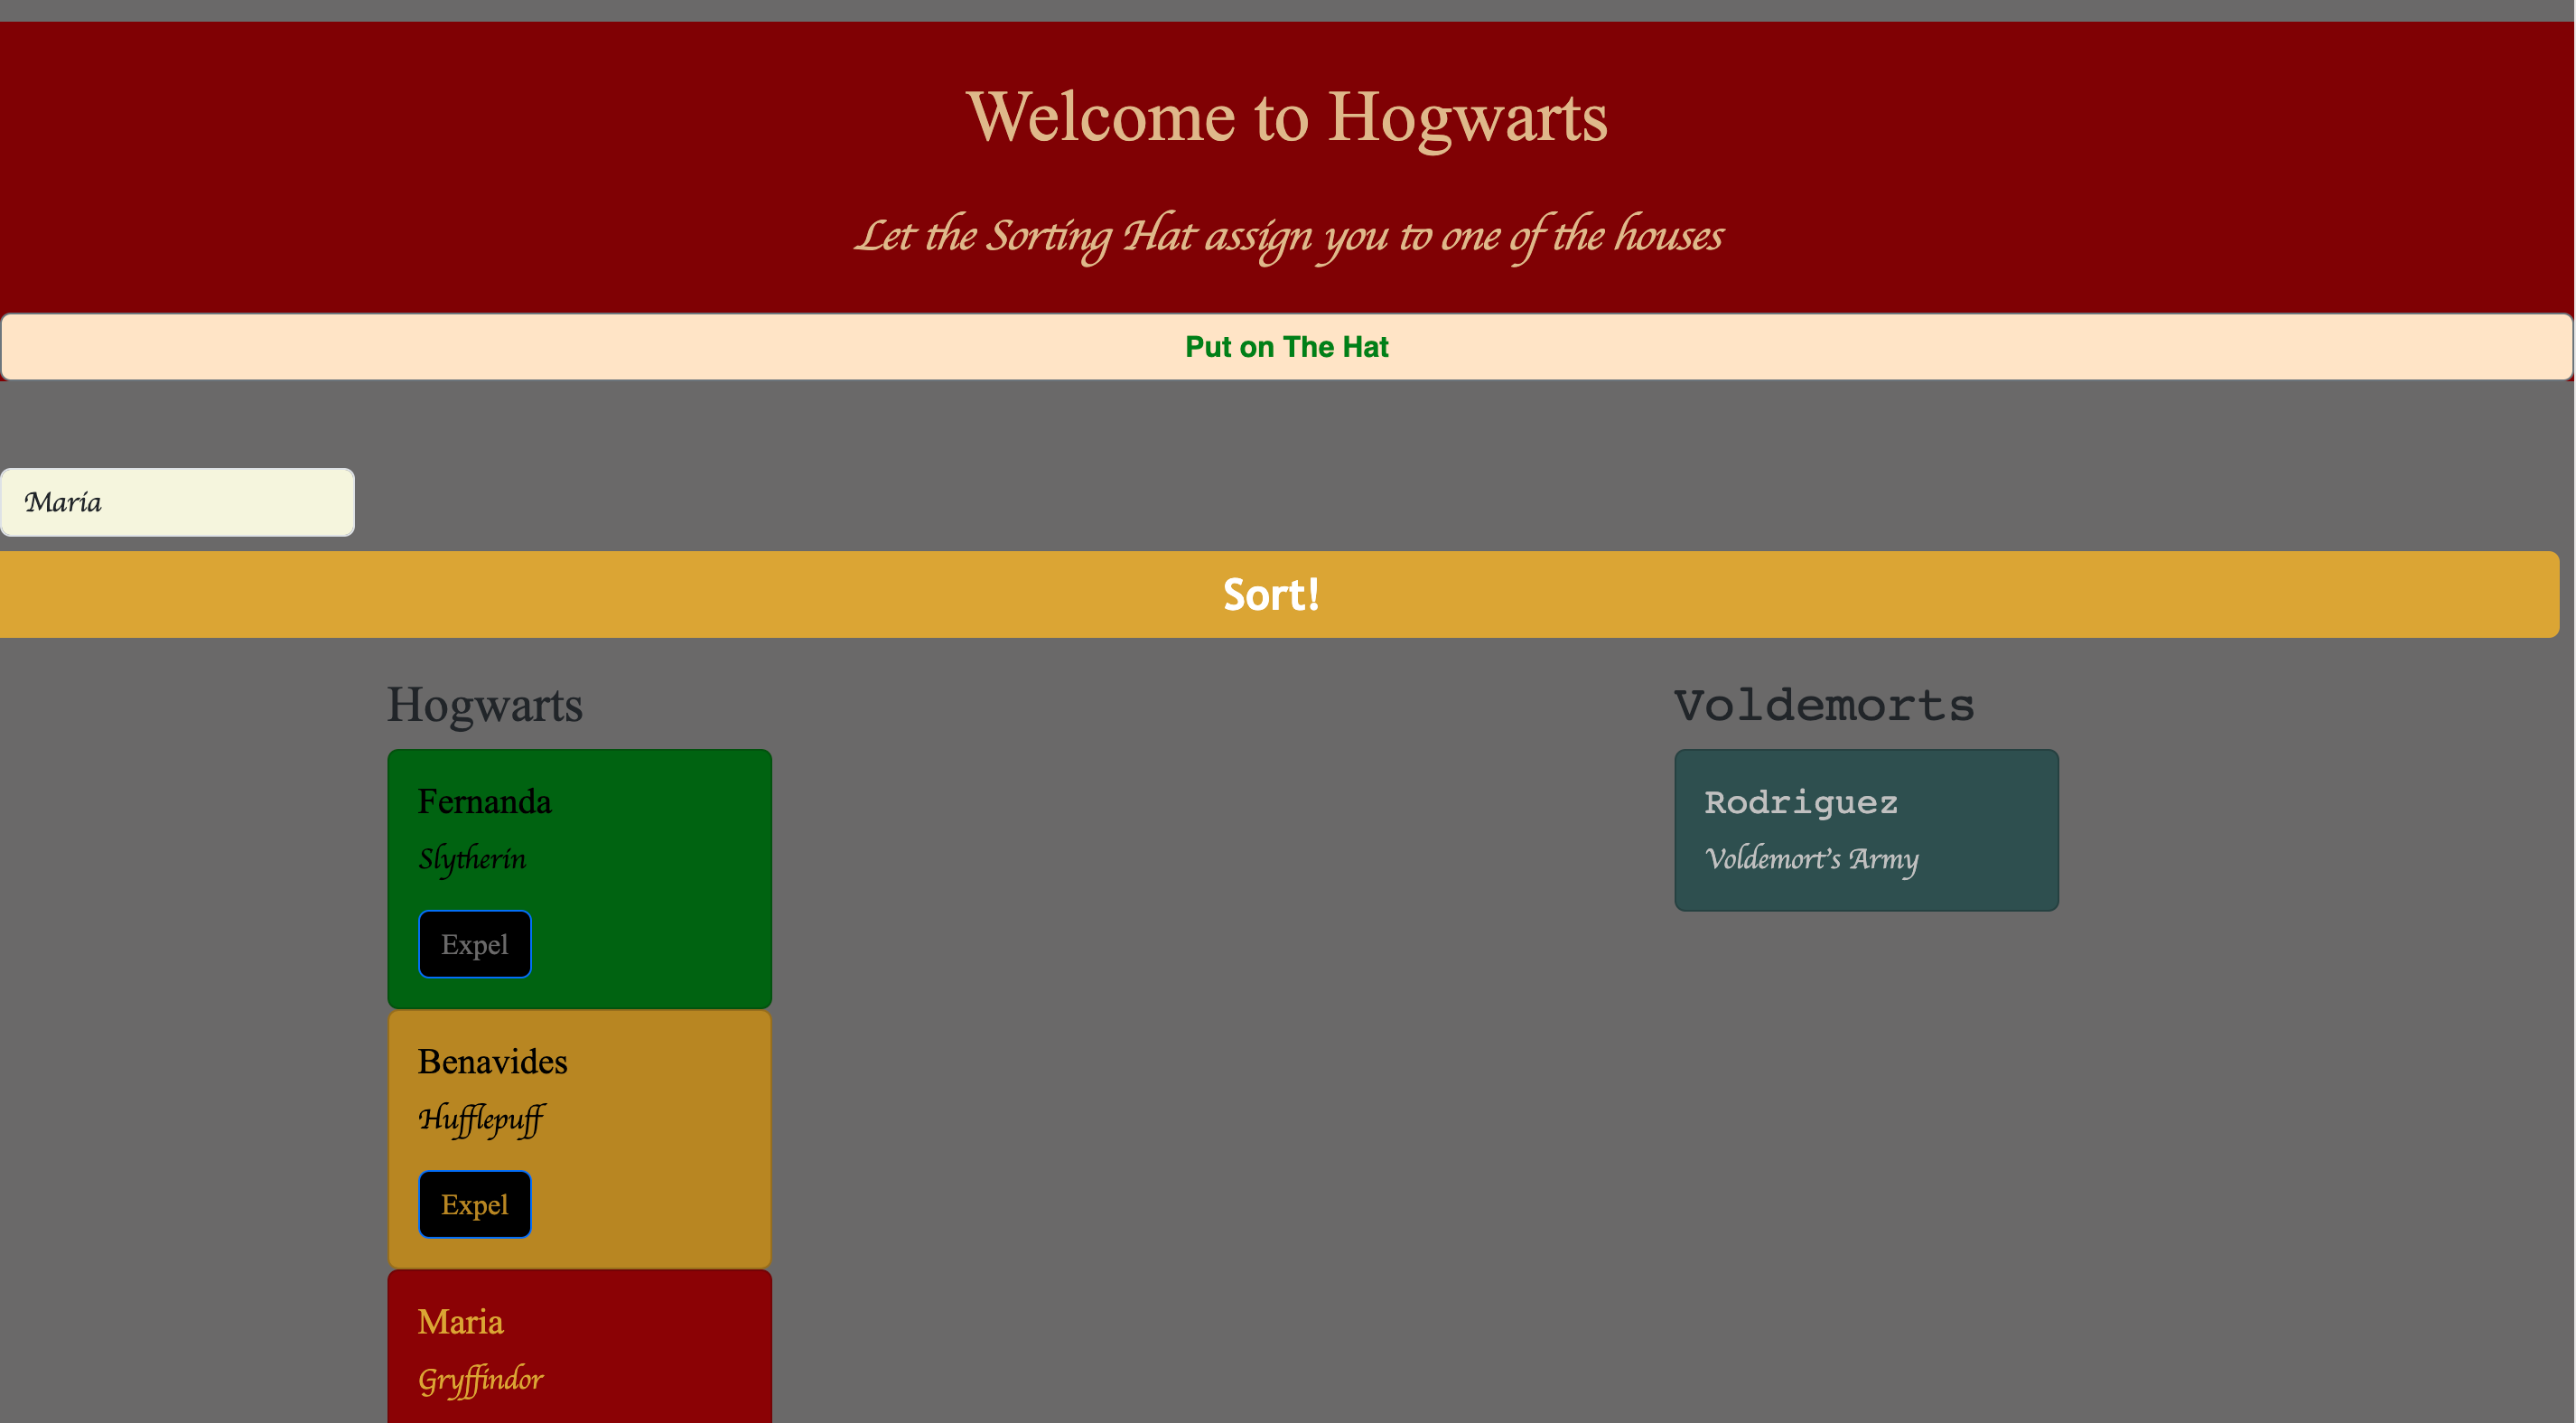 Welcome to Hogwarts
Let the Sorting Hat assign you to one of the houses
Put on The Hat
Maria
Sort!
Hogwarts
Fernanda
Slytherin
Expel
Benavides
Hufflepuff
Expel
Maria
Gryffindor
Voldemorts
Rodriguez
Voldemort's Army